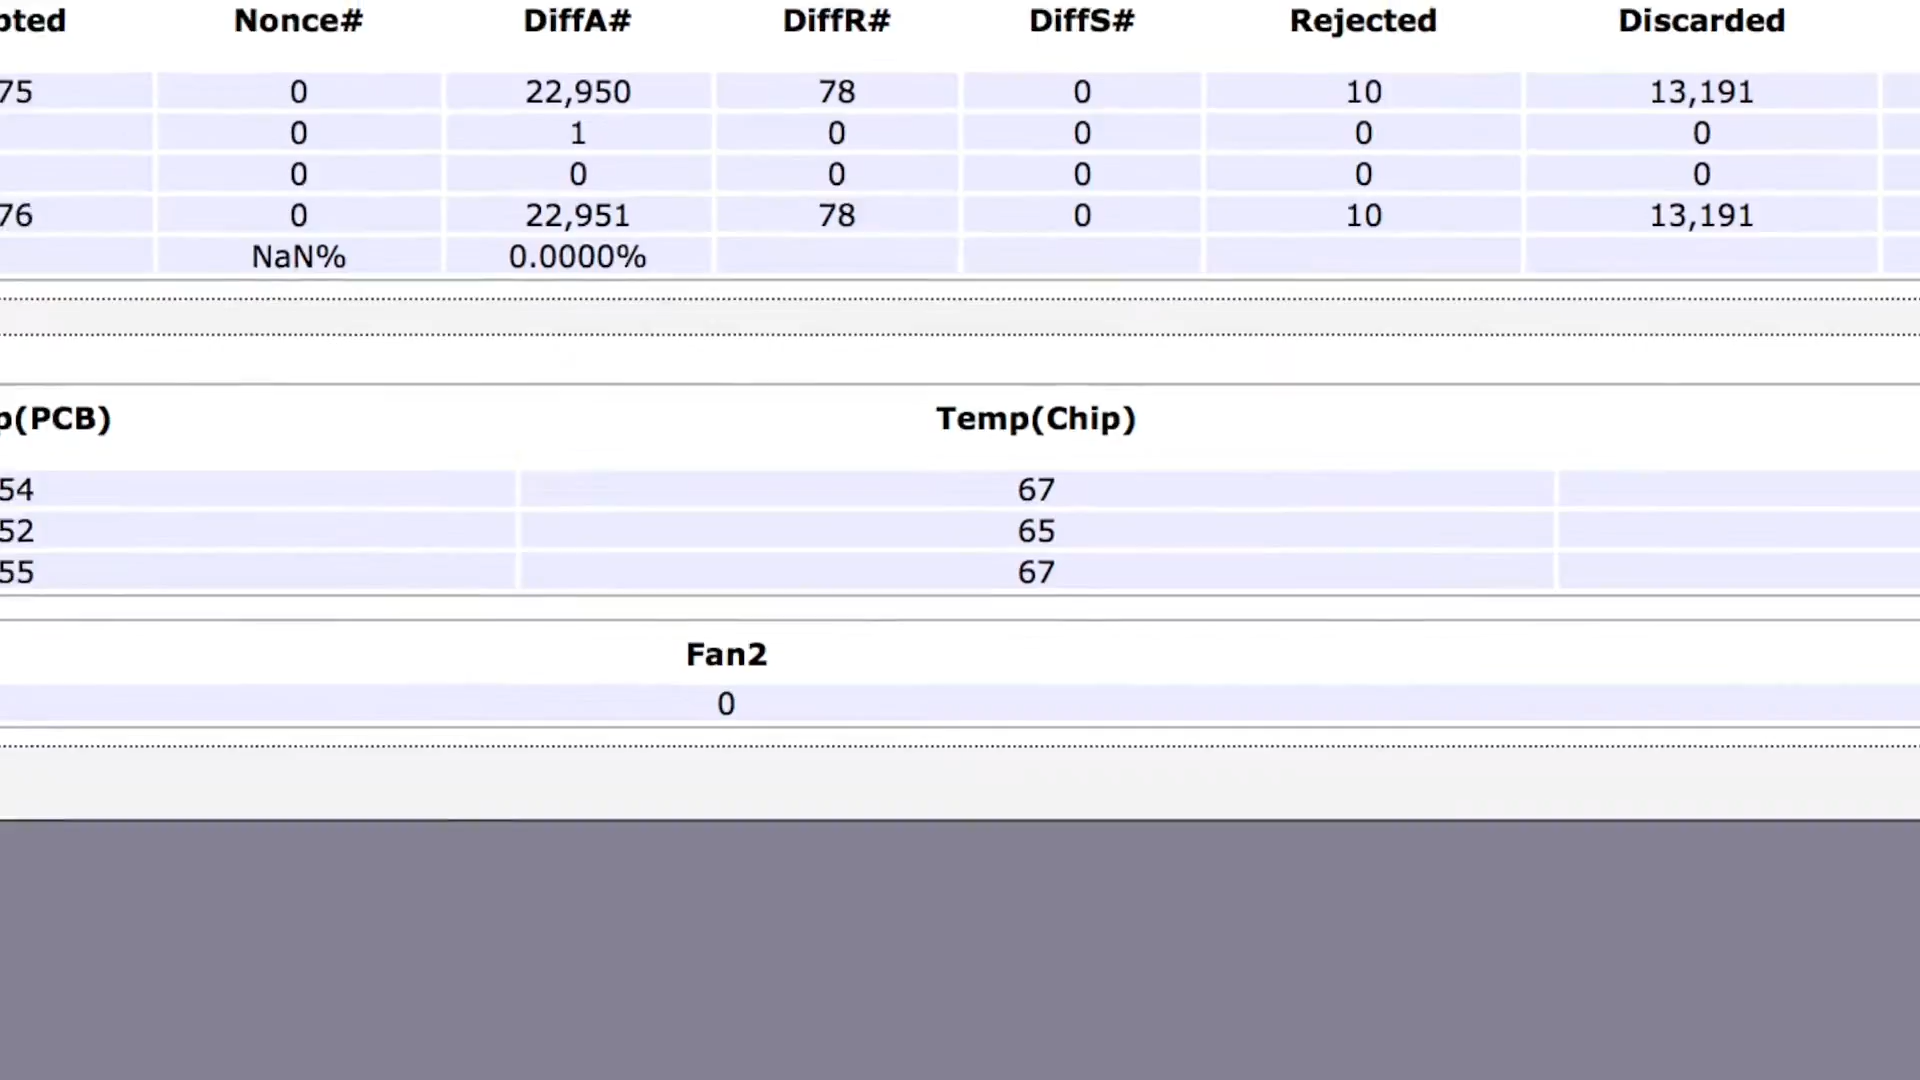 pted Nonce# DiffA# DiffR# DiffS# Rejected Discarded
75 0 22,950 78 0 10 13,191
0 1 0 0 0 0
0 0 0 0 0 0
76 0 22,951 78 0 10 13,191
NaN% 0.0000%
p(PCB) Temp(Chip)
54 67
52 65
55 67
Fan2
0